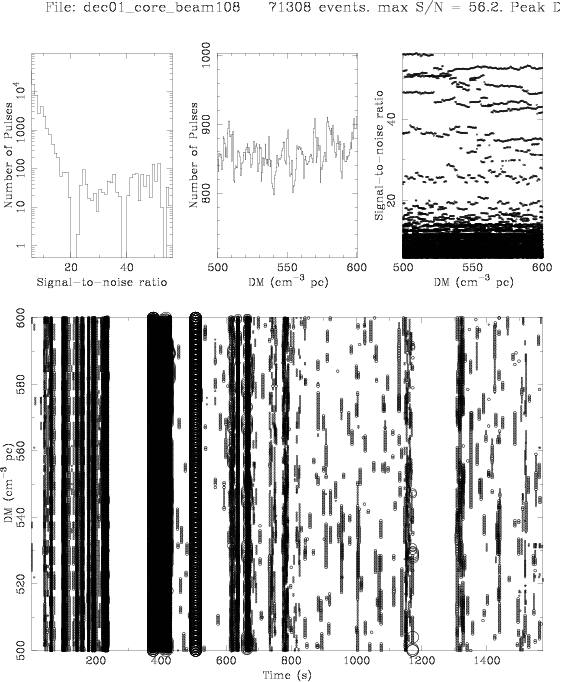 File: dec01_core_beam108 71308 events. max S/N = 56.2. Peak D
Number of Pulses
1 10 100 1000 10⁴
20 40
Signal-to-noise ratio
Number of Pulses
800 900 1000
500 550 600
DM (cm⁻³ pc)
Signal-to-noise ratio
20 40
500 550 600
DM (cm⁻³ pc)
DM (cm⁻³ pc)
500 520 540 560 580 600
200 400 600 800 1000 1200 1400
Time (s)